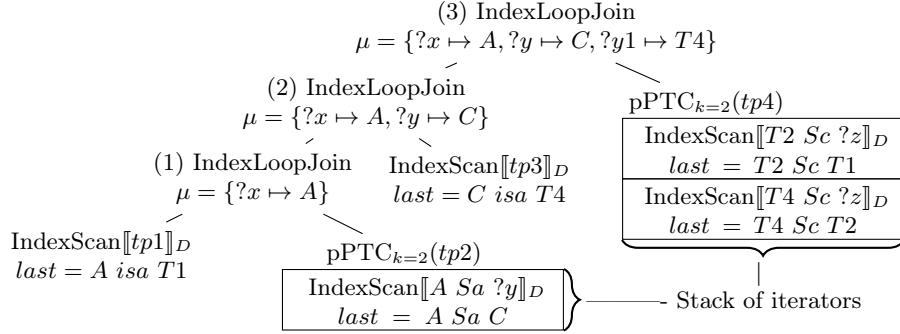 (3) IndexLoopJoin
μ = {?x ↦ A, ?y ↦ C, ?y1 ↦ T4}
(2) IndexLoopJoin
μ = {?x ↦ A, ?y ↦ C}
pPTC_{k=2}(tp4)
IndexScan⟦T2 Sc ?z⟧_D
last = T2 Sc T1
IndexScan⟦T4 Sc ?z⟧_D
last = T4 Sc T2
(1) IndexLoopJoin
μ = {?x ↦ A}
IndexScan⟦tp3⟧_D
last = C isa T4
IndexScan⟦tp1⟧_D
last = A isa T1
pPTC_{k=2}(tp2)
IndexScan⟦A Sa ?y⟧_D
last = A Sa C
Stack of iterators